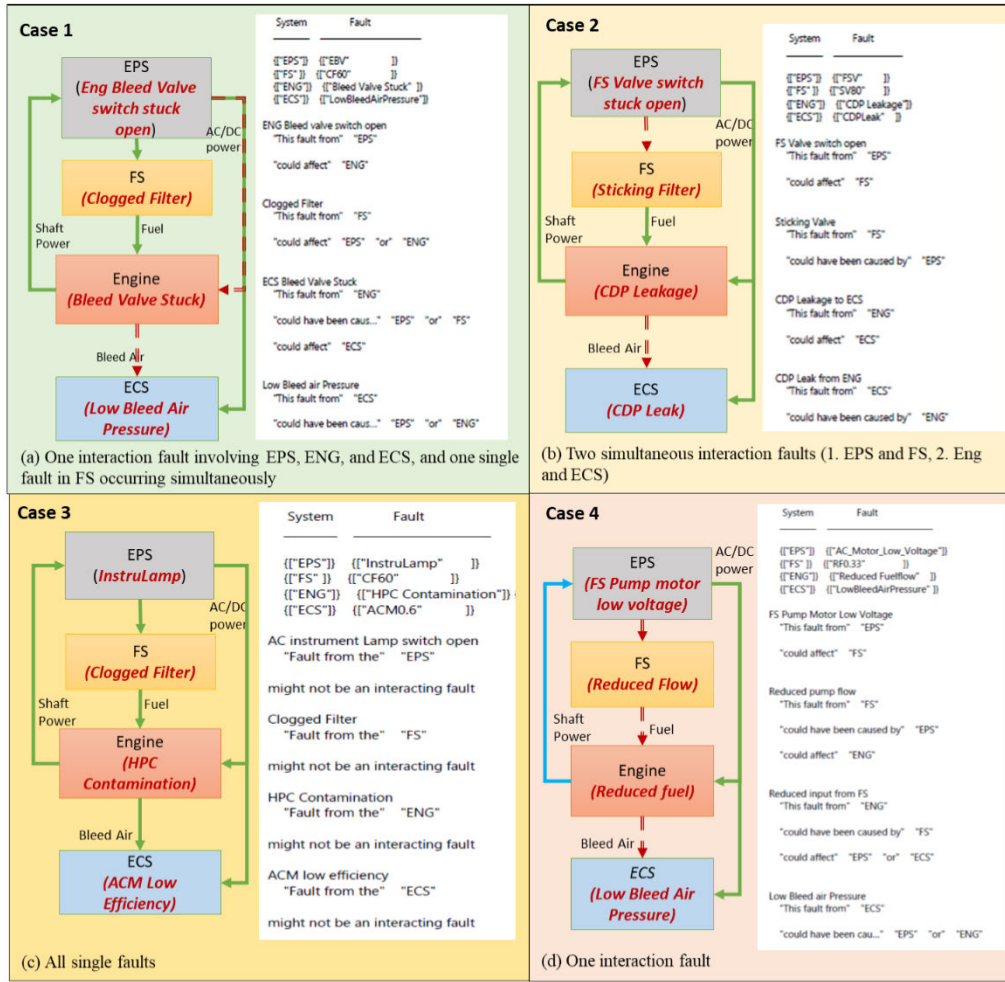 Case 1
EPS
(Eng Bleed Valve
switch stuck
open)
AC/DC
power
FS
(Clogged Filter)
Shaft
Power
Fuel
Engine
(Bleed Valve Stuck)
Bleed Air
ECS
(Low Bleed Air
Pressure)
System Fault
{["EPS"]} {["EBV" ]}
{["FS" ]} {["CF60" ]}
{["ENG"]} {["Bleed Valve Stuck" ]}
{["ECS"]} {["LowBleedAirPressure"]}
ENG Bleed valve switch open
"This fault from" "EPS"
"could affect" "ENG"
Clogged Filter
"This fault from" "FS"
"could affect" "EPS" "or" "ENG"
ECS Bleed Valve Stuck
"This fault from" "ENG"
"could have been caus..." "EPS" "or" "FS"
"could affect" "ECS"
Low Bleed air Pressure
"This fault from" "ECS"
"could have been caus..." "EPS" "or" "ENG"
(a) One interaction fault involving EPS, ENG, and ECS, and one single
fault in FS occurring simultaneously
Case 2
EPS
(FS Valve switch
stuck open)
AC/DC
power
FS
(Sticking Filter)
Shaft
Power
Fuel
Engine
(CDP Leakage)
Bleed Air
ECS
(CDP Leak)
System Fault
{["EPS"]} {["FSV" ]}
{["FS" ]} {["SV80" ]}
{["ENG"]} {["CDP Leakage"]}
{["ECS"]} {["CDPLeak" ]}
FS Valve switch open
"This fault from" "EPS"
"could affect" "FS"
Sticking Valve
"This fault from" "FS"
"could have been caused by" "EPS"
CDP Leakage to ECS
"This fault from" "ENG"
"could affect" "ECS"
CDP Leak from ENG
"This fault from" "ECS"
"could have been caused by" "ENG"
(b) Two simultaneous interaction faults (1. EPS and FS, 2. Eng
and ECS)
Case 3
EPS
(InstruLamp)
AC/DC
power
FS
(Clogged Filter)
Shaft
Power
Fuel
Engine
(HPC
Contamination)
Bleed Air
ECS
(ACM Low
Efficiency)
System Fault
{["EPS"]} {["InstruLamp" ]}
{["FS" ]} {["CF60" ]}
{["ENG"]} {["HPC Contamination"]}
{["ECS"]} {["ACM0.6" ]}
AC instrument Lamp switch open
"Fault from the" "EPS"
might not be an interacting fault
Clogged Filter
"Fault from the" "FS"
might not be an interacting fault
HPC Contamination
"Fault from the" "ENG"
might not be an interacting fault
ACM low efficiency
"Fault from the" "ECS"
might not be an interacting fault
(c) All single faults
Case 4
EPS
(FS Pump motor
low voltage)
AC/DC
power
FS
(Reduced Flow)
Shaft
Power
Fuel
Engine
(Reduced fuel)
Bleed Air
ECS
(Low Bleed Air
Pressure)
System Fault
{["EPS"]} {["AC_Motor_Low_Voltage"]}
{["FS" ]} {["RF0.33" ]}
{["ENG"]} {["Reduced Fuelflow" ]}
{["ECS"]} {["LowBleedAirPressure" ]}
FS Pump Motor Low Voltage
"This fault from" "EPS"
"could affect" "FS"
Reduced pump flow
"This fault from" "FS"
"could have been caused by" "EPS"
"could affect" "ENG"
Reduced input from FS
"This fault from" "ENG"
"could have been caused by" "FS"
"could affect" "EPS" "or" "ECS"
Low Bleed air Pressure
"This fault from" "ECS"
"could have been cau..." "EPS" "or" "ENG"
(d) One interaction fault